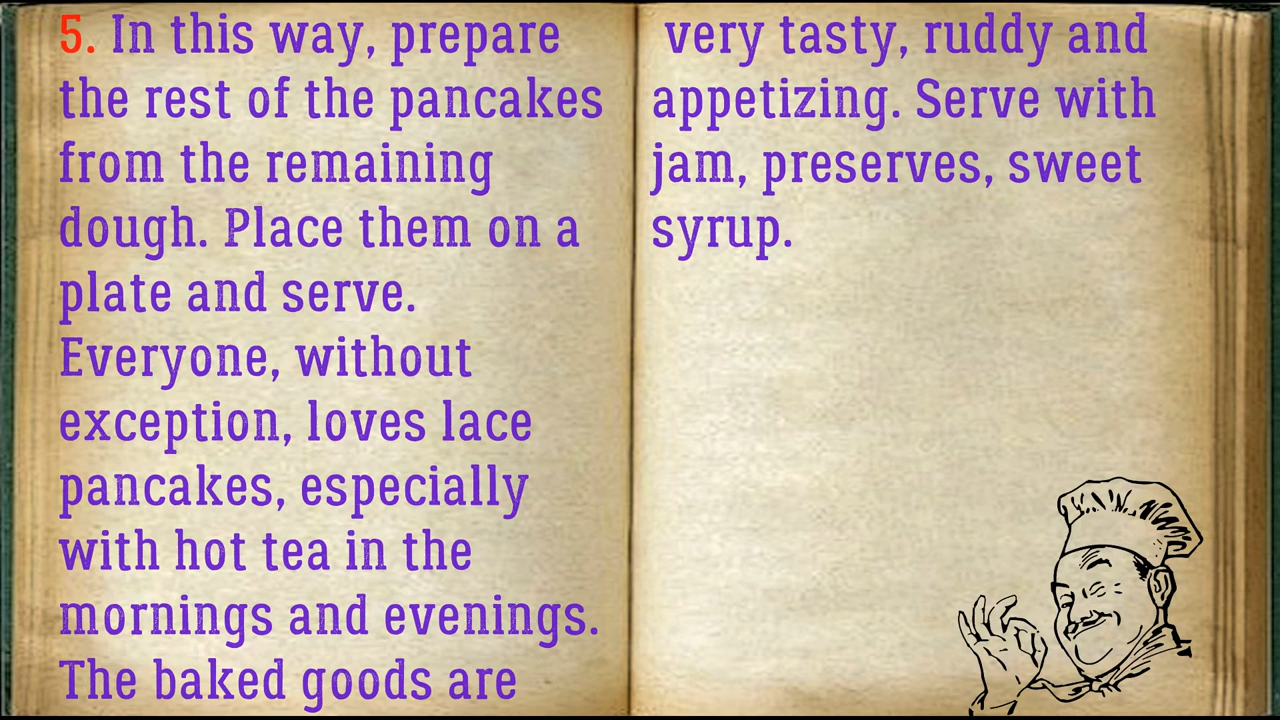 5. In this way, prepare
the rest of the pancakes
from the remaining
dough. Place them on a
plate and serve.
Everyone, without
exception, loves lace
pancakes, especially
with hot tea in the
mornings and evenings.
The baked goods are
very tasty, ruddy and
appetizing. Serve with
jam, preserves, sweet
syrup.